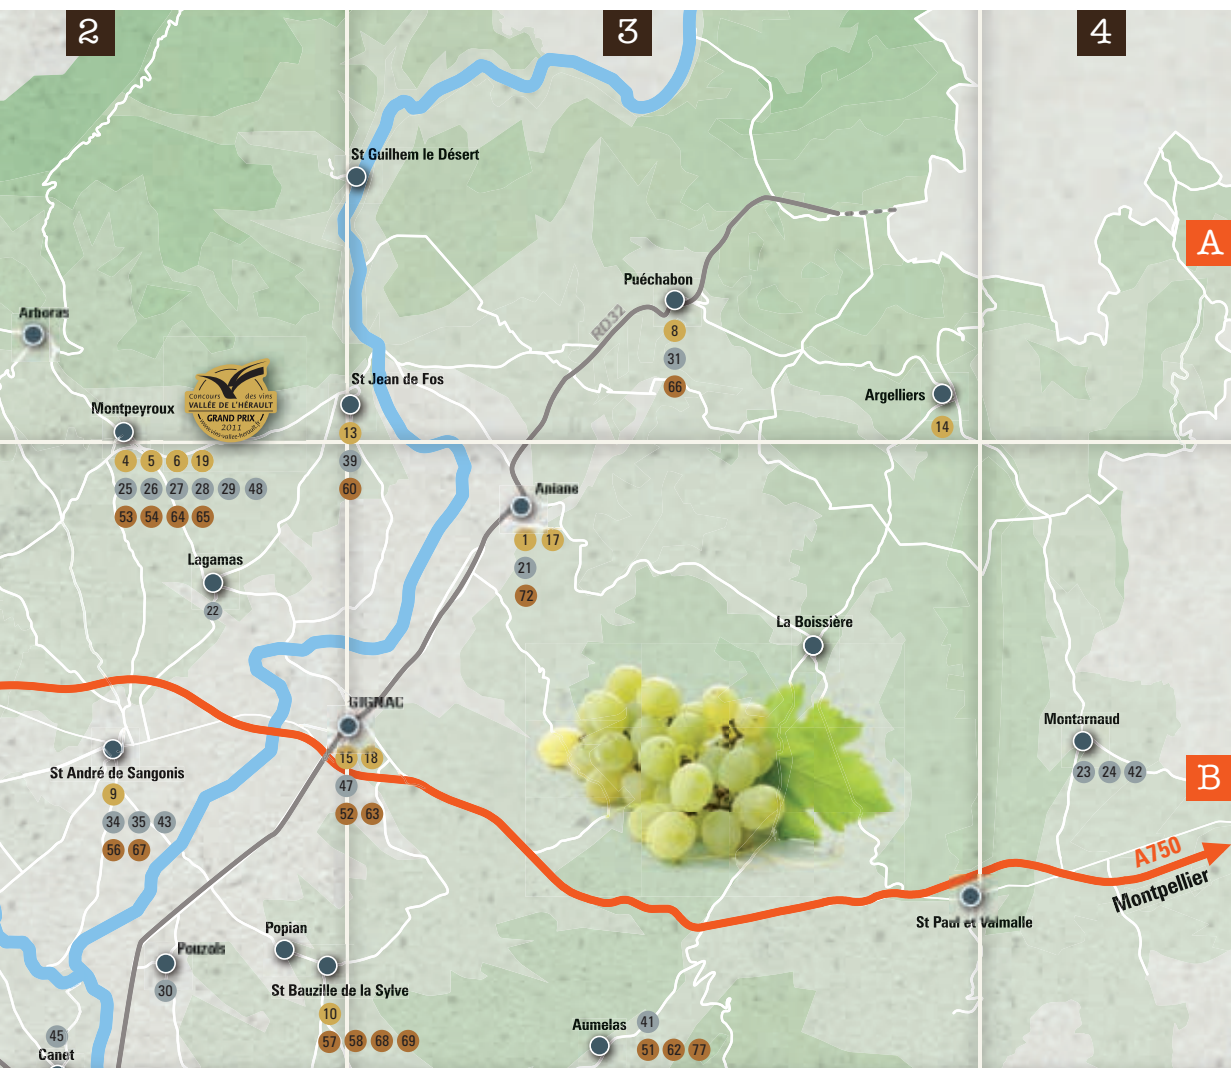 2
3
4
St Guilhem le Désert
A
Puéchabon
RD32
8
31
66
Arboras
Concours des vins
VALLÉE DE L'HÉRAULT
GRAND PRIX
2011
St Jean de Fos
13
39
60
Argelliers
14
Montpeyroux
4 5 6 19
25 26 27 28 29 48
53 54 64 65
Aniane
1 17
21
72
Lagamas
22
La Boissière
GIGNAC
15 18
47
52 63
Montarnaud
23 24 42
B
St André de Sangonis
9
34 35 43
56 67
A750
Montpellier
St Paul et Valmalle
Popian
Pouzols
30
St Bauzille de la Sylve
10
57 58 68 69
Aumelas
41
51 62 77
45
Canet